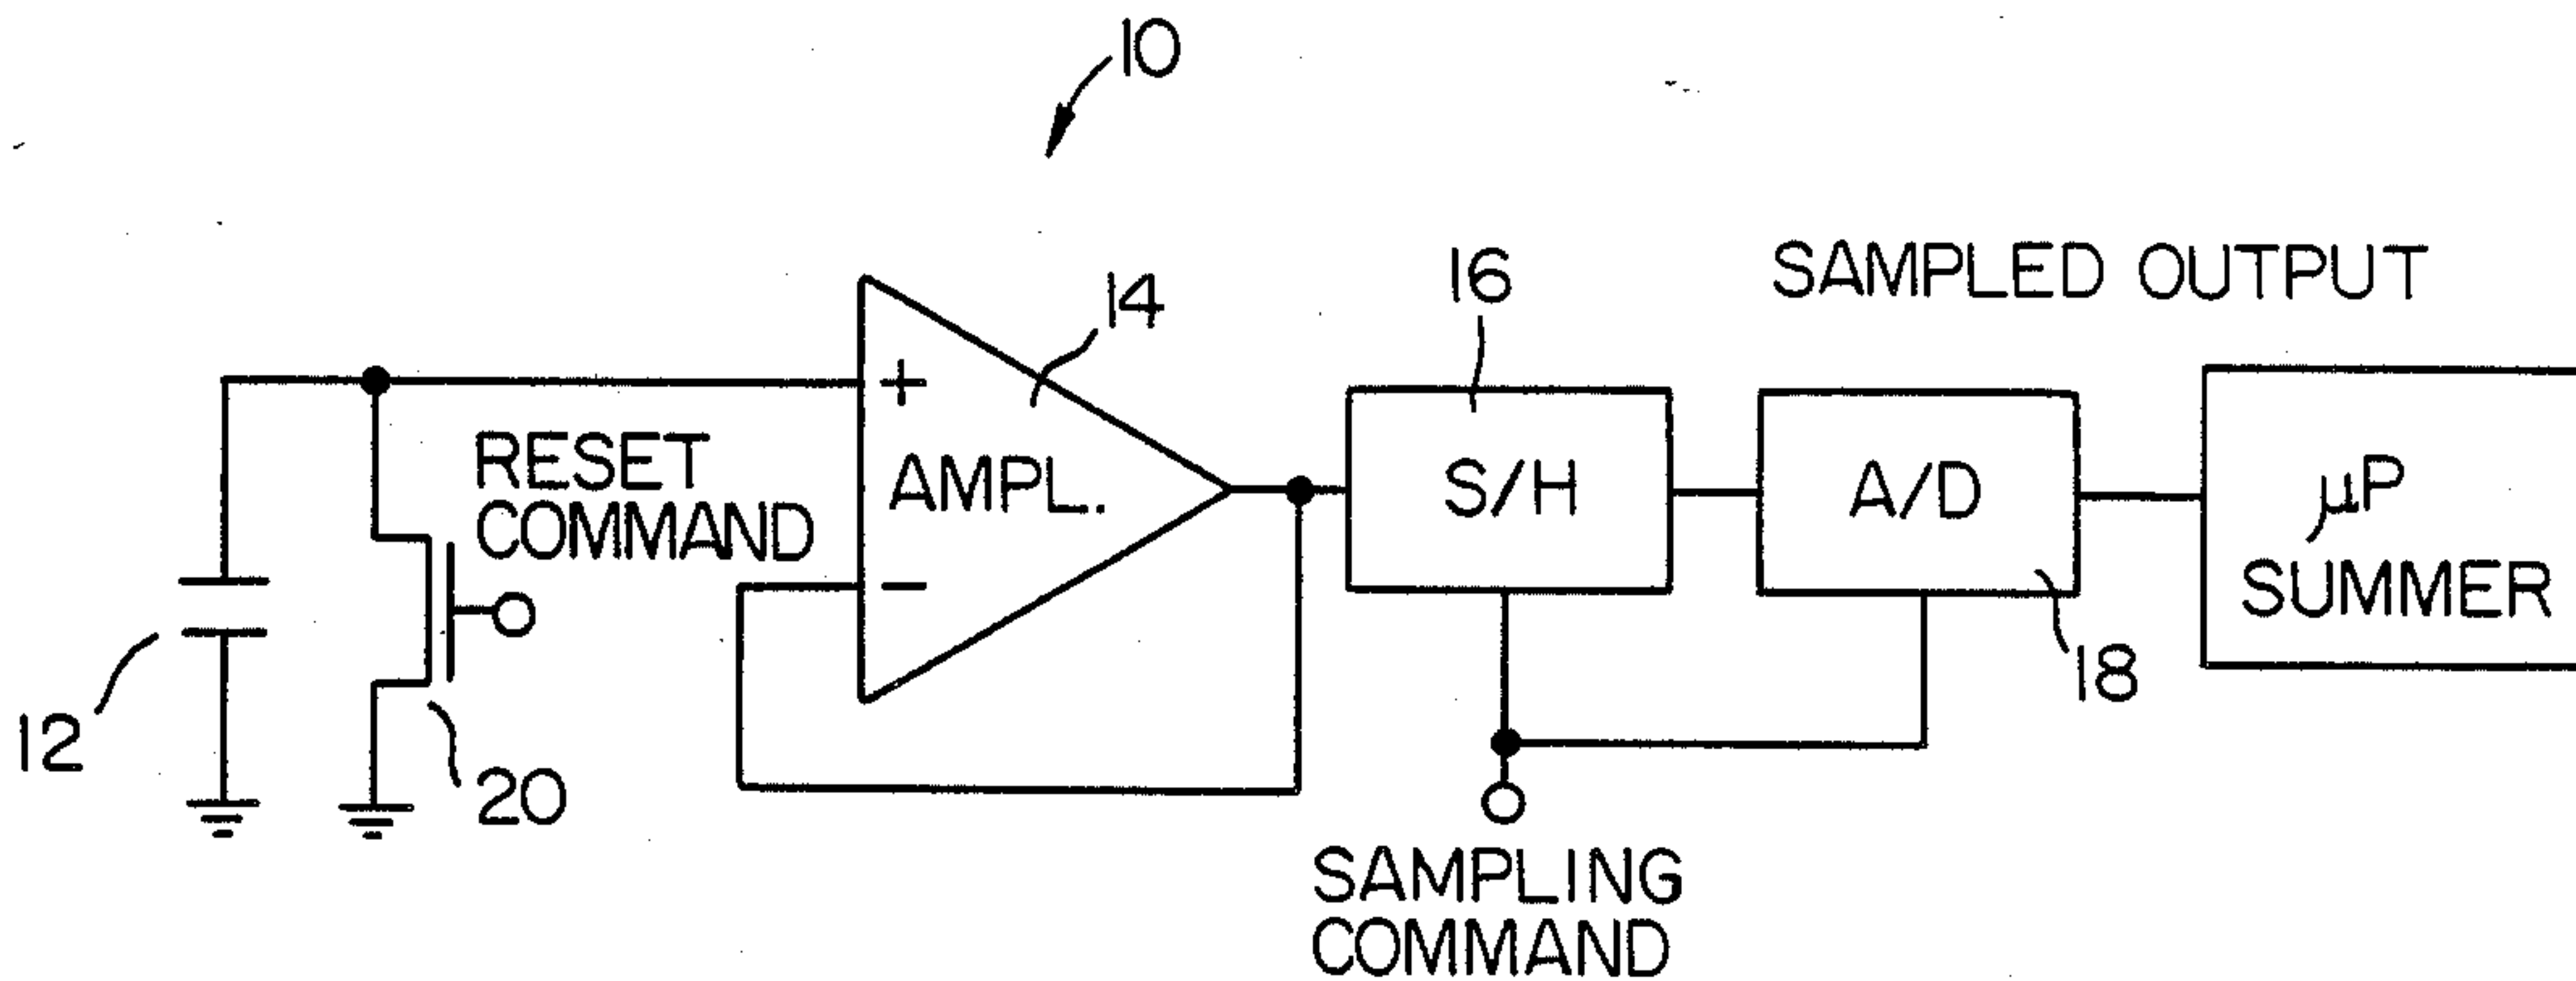 10
14
16
SAMPLED OUTPUT
+
RESET
COMMAND
AMPL.
−
S/H
A/D
μP
SUMMER
12
20
18
SAMPLING
COMMAND